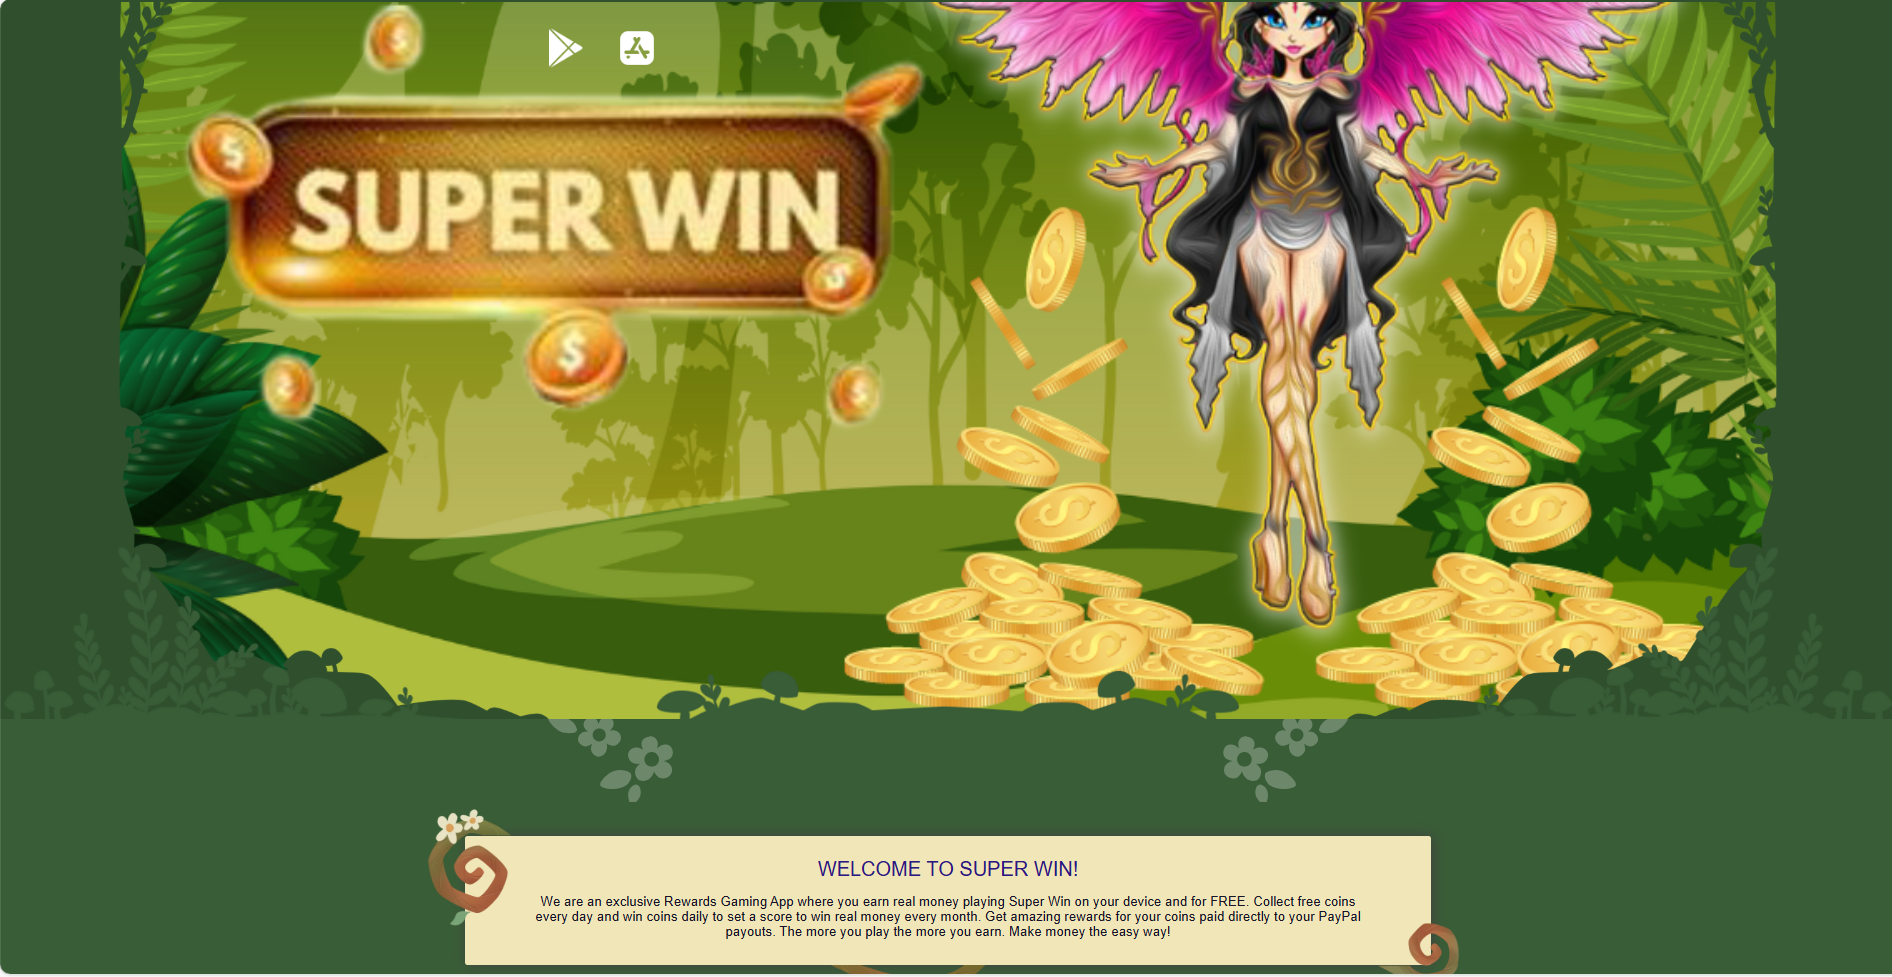 SUPER WIN
WELCOME TO SUPER WIN!
We are an exclusive Rewards Gaming App where you earn real money playing Super Win on your device and for FREE. Collect free coins
every day and win coins daily to set a score to win real money every month. Get amazing rewards for your coins paid directly to your PayPal
payouts. The more you play the more you earn. Make money the easy way!